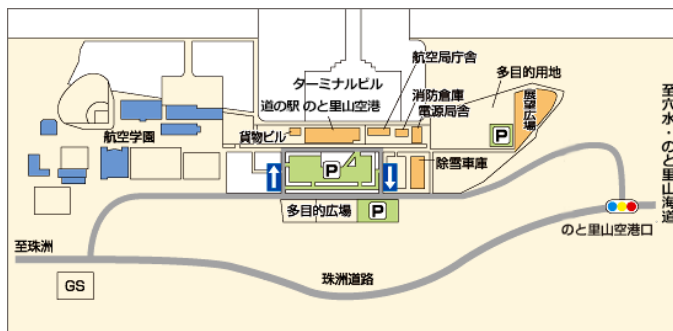 航空局庁舎
ターミナルビル
多目的用地
消防倉庫
道の駅 のと里山空港
電源局舎
展望広場
貨物ビル
航空学園
P
P
除雪車庫
多目的広場
P
至穴水・のと里山海道
のと里山空港口
至珠洲
珠洲道路
GS